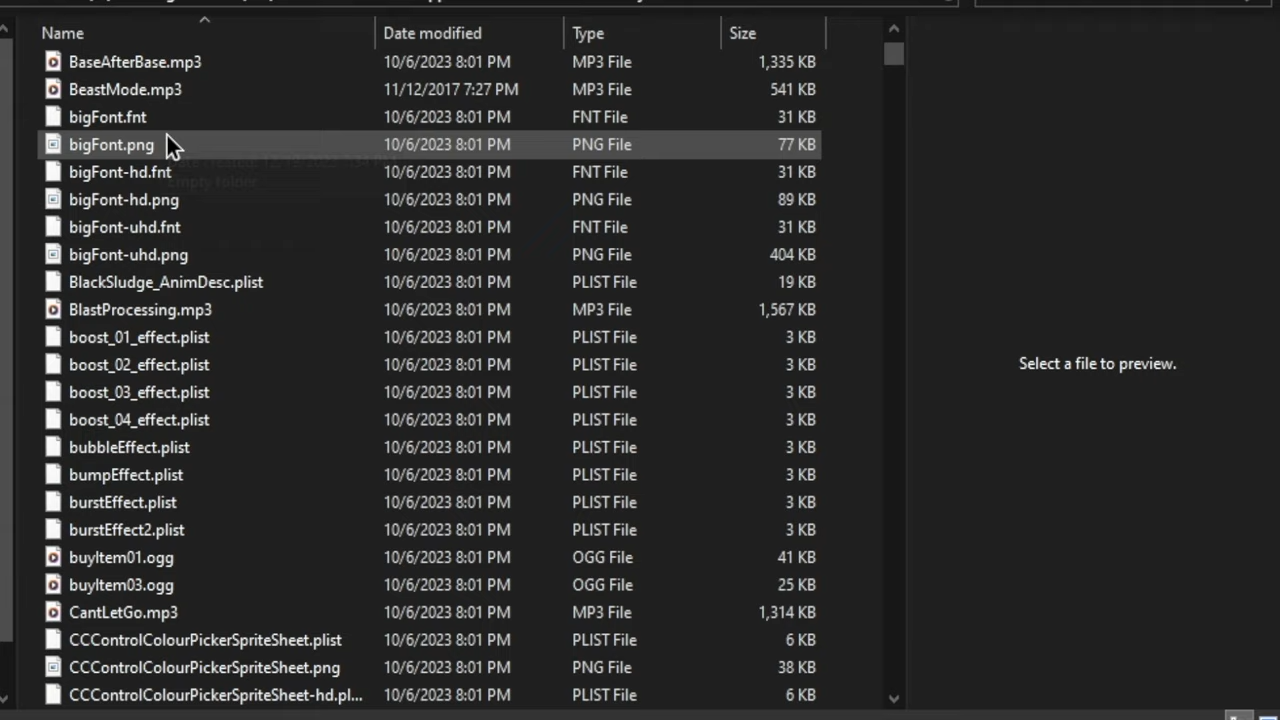 Name Date modified Type Size
BaseAfterBase.mp3 10/6/2023 8:01 PM MP3 File 1,335 KB
BeastMode.mp3 11/12/2017 7:27 PM MP3 File 541 KB
bigFont.fnt 10/6/2023 8:01 PM FNT File 31 KB
bigFont.png 10/6/2023 8:01 PM PNG File 77 KB
bigFont-hd.fnt 10/6/2023 8:01 PM FNT File 31 KB
Empty folder
bigFont-hd.png 10/6/2023 8:01 PM PNG File 89 KB
bigFont-uhd.fnt 10/6/2023 8:01 PM FNT File 31 KB
bigFont-uhd.png 10/6/2023 8:01 PM PNG File 404 KB
BlackSludge_AnimDesc.plist 10/6/2023 8:01 PM PLIST File 19 KB
BlastProcessing.mp3 10/6/2023 8:01 PM MP3 File 1,567 KB
boost_01_effect.plist 10/6/2023 8:01 PM PLIST File 3 KB
boost_02_effect.plist 10/6/2023 8:01 PM PLIST File 3 KB
Select a file to preview.
boost_03_effect.plist 10/6/2023 8:01 PM PLIST File 3 KB
boost_04_effect.plist 10/6/2023 8:01 PM PLIST File 3 KB
bubbleEffect.plist 10/6/2023 8:01 PM PLIST File 3 KB
bumpEffect.plist 10/6/2023 8:01 PM PLIST File 3 KB
burstEffect.plist 10/6/2023 8:01 PM PLIST File 3 KB
burstEffect2.plist 10/6/2023 8:01 PM PLIST File 3 KB
buyItem01.ogg 10/6/2023 8:01 PM OGG File 41 KB
buyItem03.ogg 10/6/2023 8:01 PM OGG File 25 KB
CantLetGo.mp3 10/6/2023 8:01 PM MP3 File 1,314 KB
CCControlColourPickerSpriteSheet.plist 10/6/2023 8:01 PM PLIST File 6 KB
CCControlColourPickerSpriteSheet.png 10/6/2023 8:01 PM PNG File 38 KB
CCControlColourPickerSpriteSheet-hd.pl... 10/6/2023 8:01 PM PLIST File 6 KB